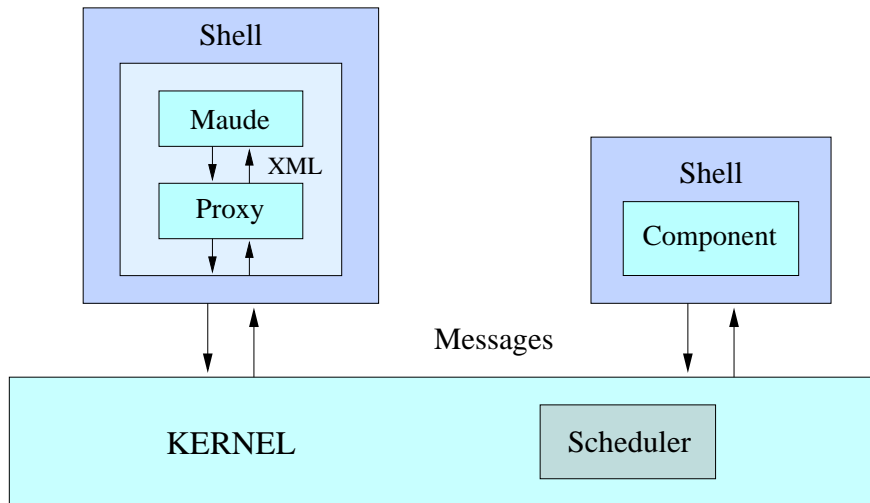 Shell
Maude
XML
Proxy
Shell
Component
Messages
KERNEL
Scheduler